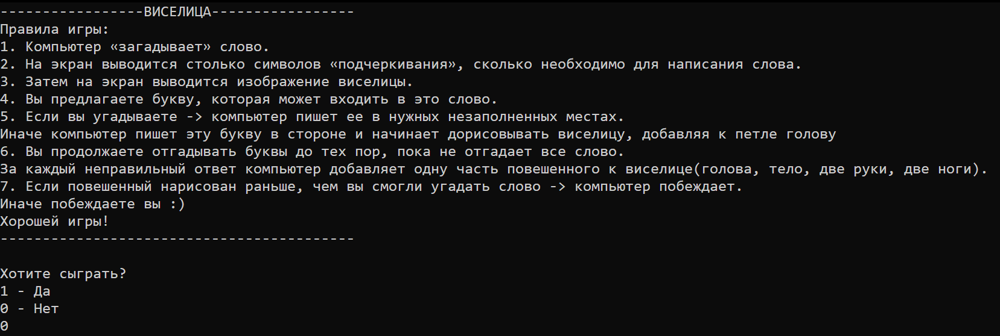 -----------------ВИСЕЛИЦА-----------------
Правила игры:
1. Компьютер «загадывает» слово.
2. На экран выводится столько символов «подчеркивания», сколько необходимо для написания слова.
3. Затем на экран выводится изображение виселицы.
4. Вы предлагаете букву, которая может входить в это слово.
5. Если вы угадываете -> компьютер пишет ее в нужных незаполненных местах.
Иначе компьютер пишет эту букву в стороне и начинает дорисовывать виселицу, добавляя к петле голову
6. Вы продолжаете отгадывать буквы до тех пор, пока не отгадает все слово.
За каждый неправильный ответ компьютер добавляет одну часть повешенного к виселице(голова, тело, две руки, две ноги).
7. Если повешенный нарисован раньше, чем вы смогли угадать слово -> компьютер побеждает.
Иначе побеждаете вы :)
Хорошей игры!
------------------------------------------
Хотите сыграть?
1 - Да
0 - Нет
0